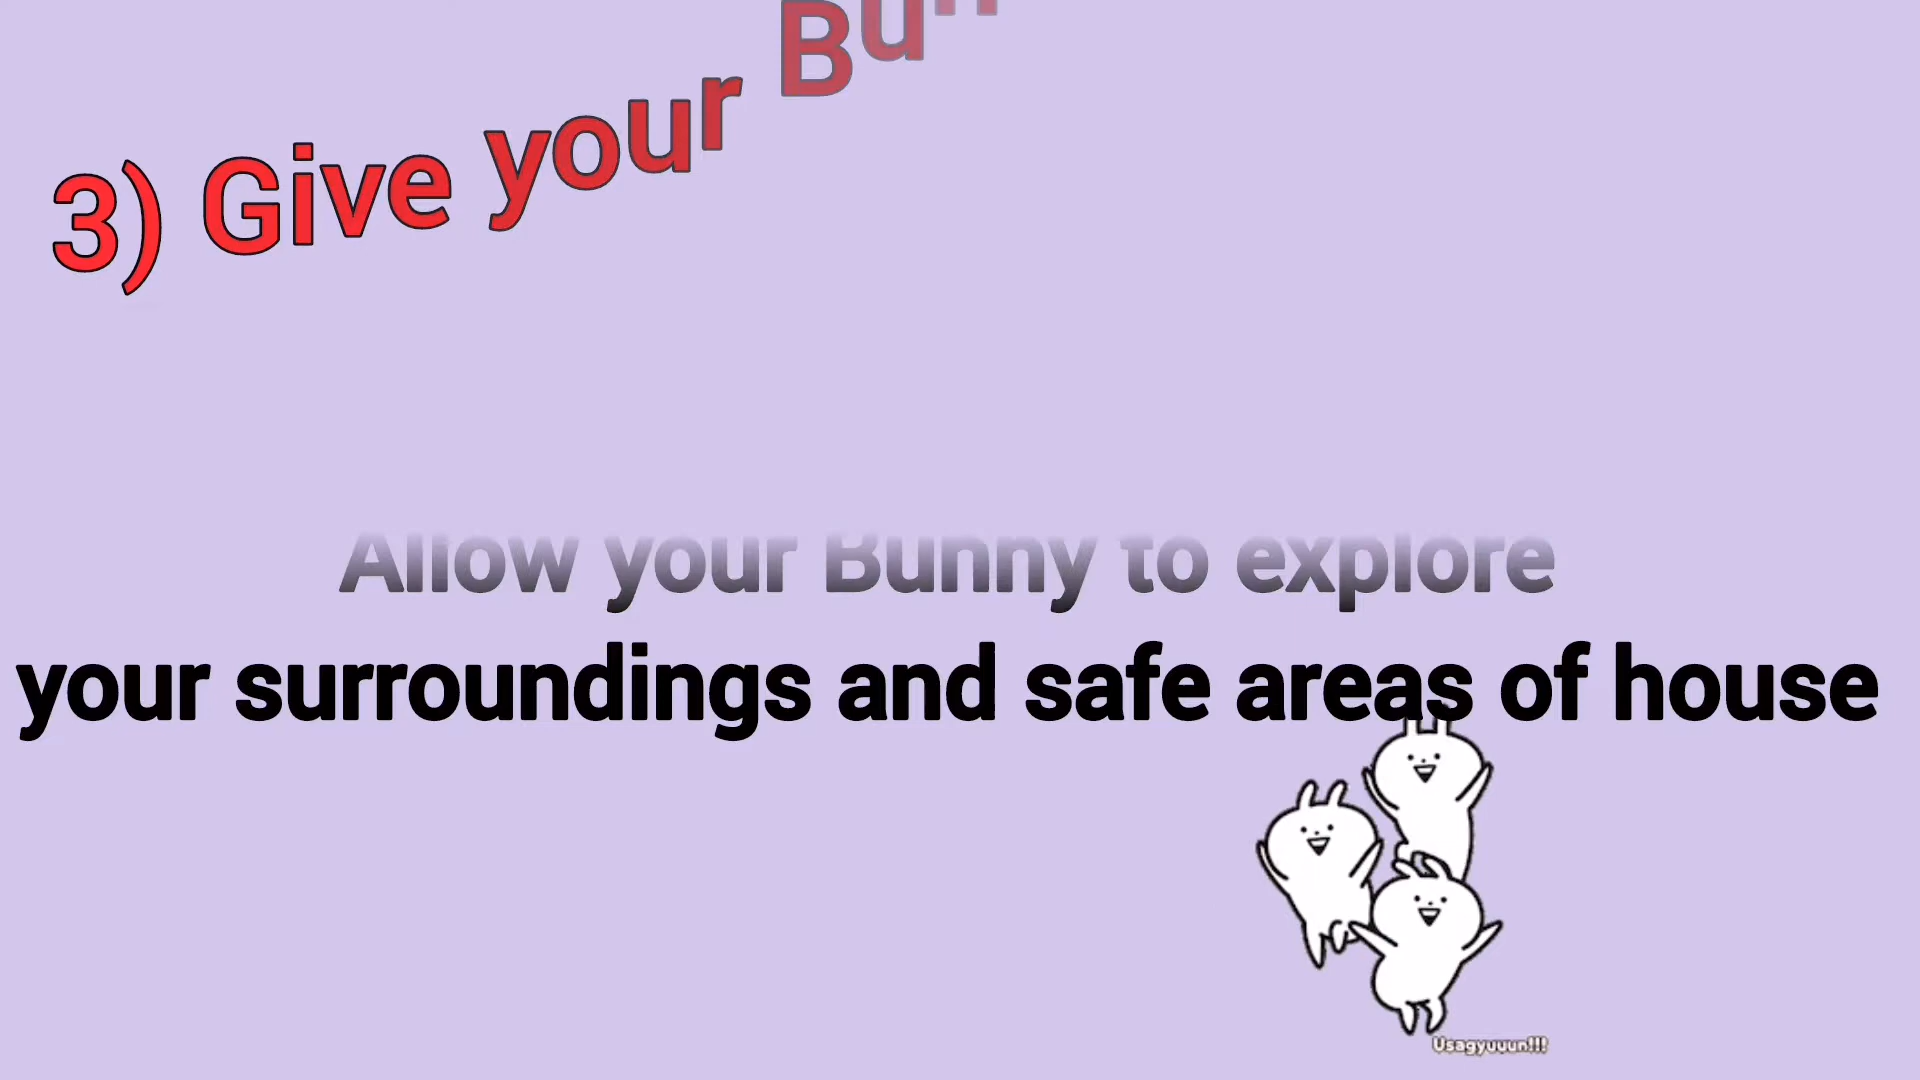 3) Give your
Allow your Bunny to explore
your surroundings and safe areas of house
Usagyuuun!!!